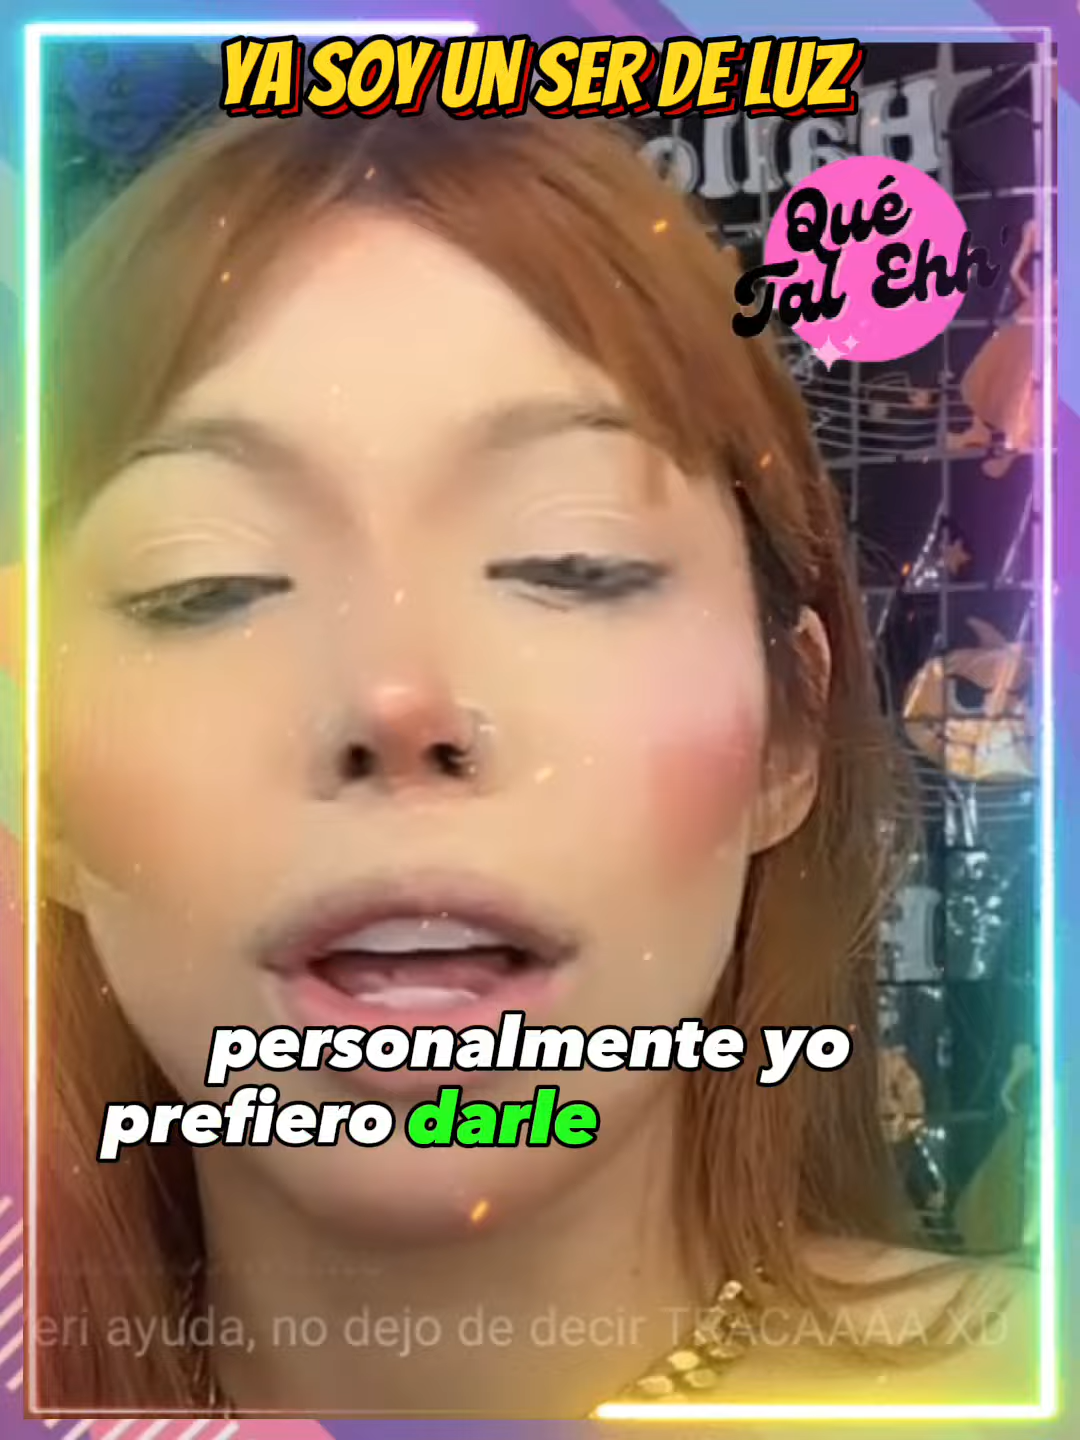 YA SOY UN SER DE LUZ
Hallo
Qué
Tal Ehh'
personalmente yo
prefiero darle
eri ayuda, no dejo de decir TRACAAAA XD